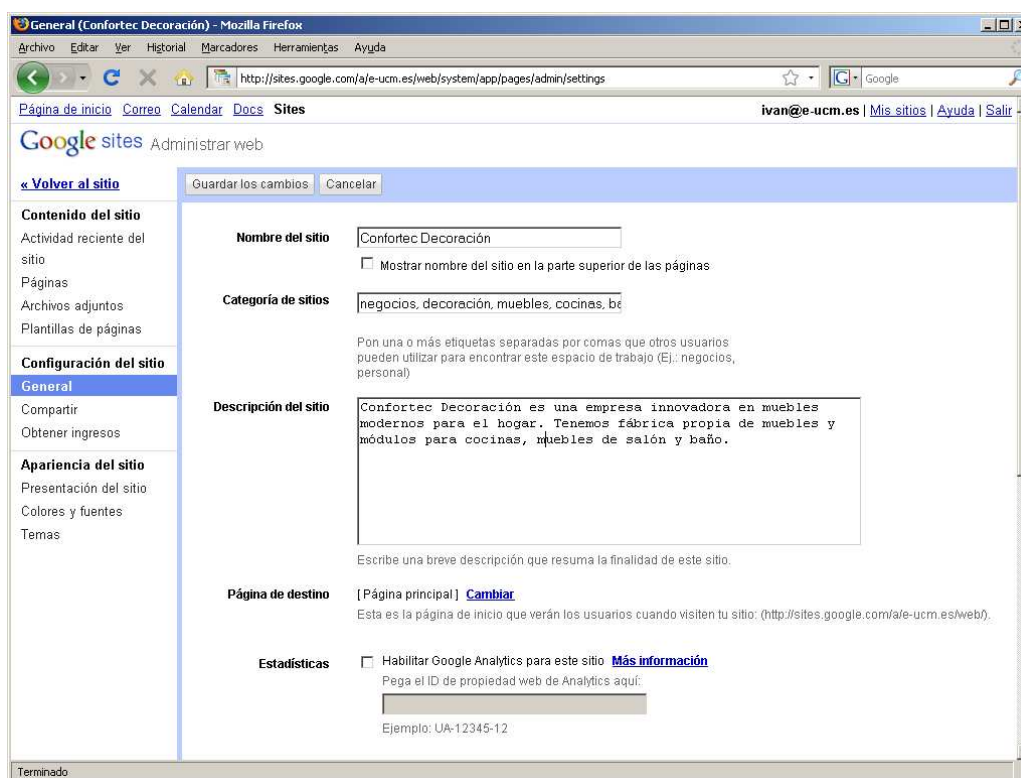 General (Confortec Decoración) - Mozilla Firefox
Archivo Editar Ver Historial Marcadores Herramientas Ayuda
http://sites.google.com/a/e-ucm.es/web/system/app/pages/admin/settings
G Google
Página de inicio Correo Calendar Docs Sites
ivan@e-ucm.es | Mis sitios | Ayuda | Salir
Google sites Administrar web
« Volver al sitio
Guardar los cambios Cancelar
Contenido del sitio
Actividad reciente del
sitio
Páginas
Archivos adjuntos
Plantillas de páginas
Configuración del sitio
General
Compartir
Obtener ingresos
Apariencia del sitio
Presentación del sitio
Colores y fuentes
Temas
Nombre del sitio
Confortec Decoración
Mostrar nombre del sitio en la parte superior de las páginas
Categoría de sitios
negocios, decoración, muebles, cocinas, ba
Pon una o más etiquetas separadas por comas que otros usuarios
pueden utilizar para encontrar este espacio de trabajo (Ej.: negocios,
personal)
Descripción del sitio
Confortec Decoración es una empresa innovadora en muebles
modernos para el hogar. Tenemos fábrica propia de muebles y
módulos para cocinas, muebles de salón y baño.
Escribe una breve descripción que resuma la finalidad de este sitio.
Página de destino
[Página principal] Cambiar
Esta es la página de inicio que verán los usuarios cuando visiten tu sitio: (http://sites.google.com/a/e-ucm.es/web/).
Estadísticas
Habilitar Google Analytics para este sitio Más información
Pega el ID de propiedad web de Analytics aquí:
Ejemplo: UA-12345-12
Terminado